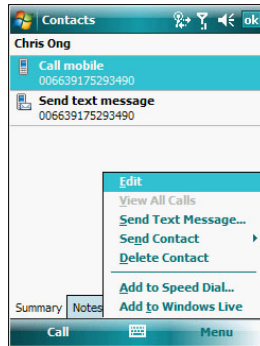 Contacts ok
Chris Ong
Call mobile
006639175293490
Send text message
006639175293490
Edit
View All Calls
Send Text Message...
Send Contact
Delete Contact
Add to Speed Dial...
Add to Windows Live
Summary Notes
Call Menu